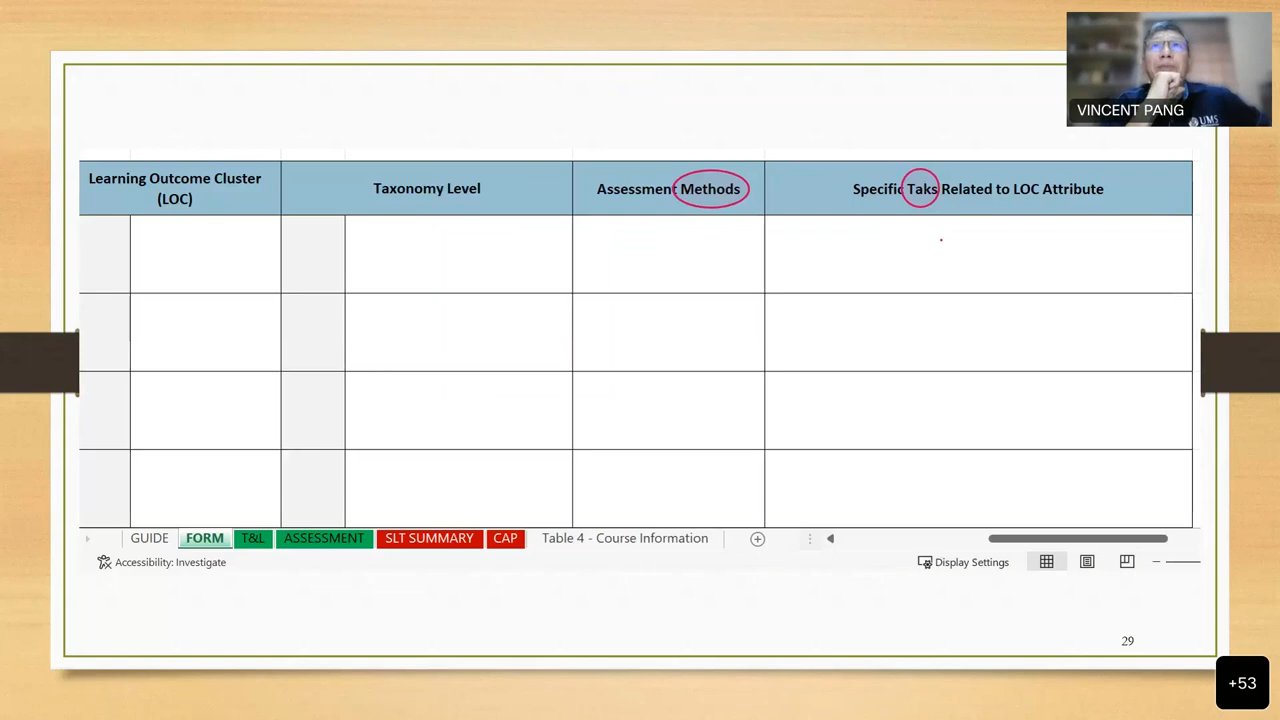 VINCENT PANG
UMS
Learning Outcome Cluster
(LOC)
Taxonomy Level
Assessment Methods
Specific Taks Related to LOC Attribute
GUIDE
FORM
T&L
ASSESSMENT
SLT SUMMARY
CAP
Table 4 - Course Information
Accessibility: Investigate
Display Settings
29
+53